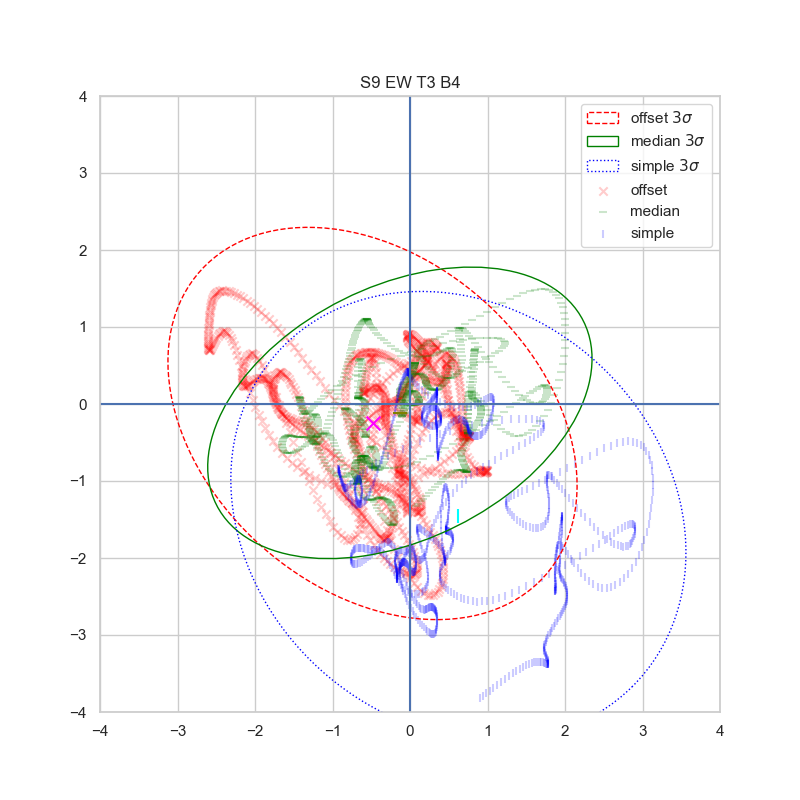 S9 EW T3 B4
offset 3σ
median 3σ
simple 3σ
offset
median
simple
4
3
2
1
0
−1
−2
−3
−4
−4 −3 −2 −1 0 1 2 3 4